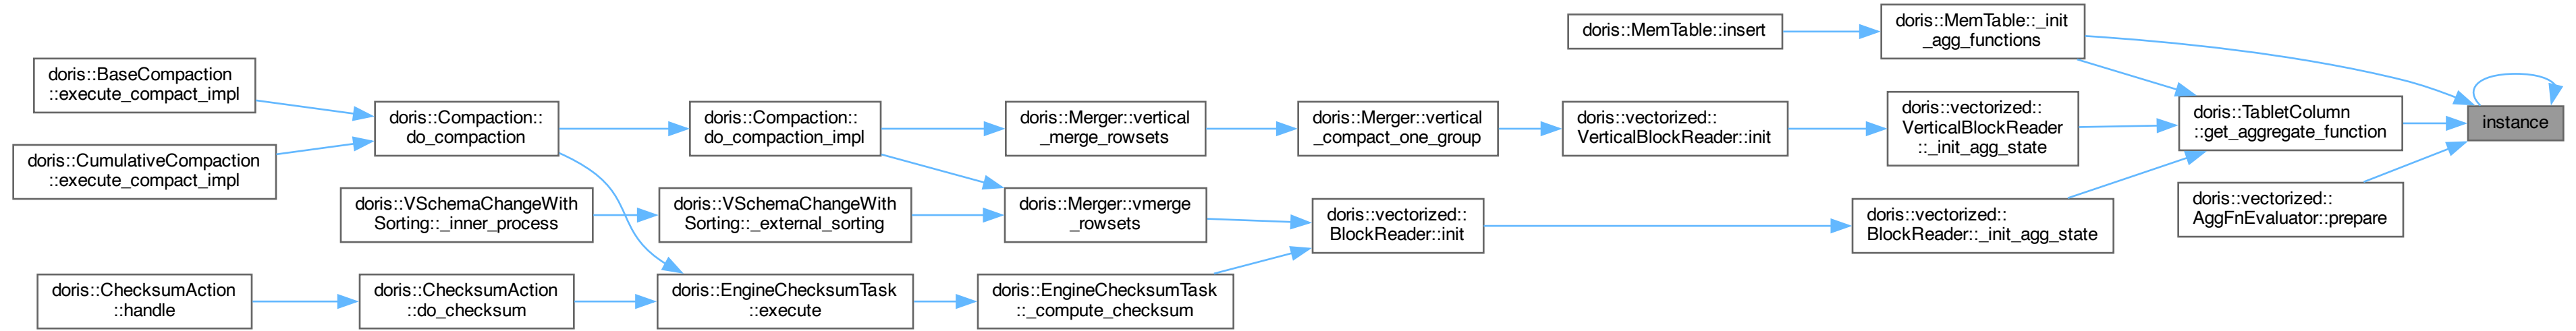 doris::BaseCompaction
::execute_compact_impl
doris::CumulativeCompaction
::execute_compact_impl
doris::Compaction::
do_compaction
doris::VSchemaChangeWith
Sorting::_inner_process
doris::ChecksumAction
::handle
doris::ChecksumAction
::do_checksum
doris::Compaction::
do_compaction_impl
doris::VSchemaChangeWith
Sorting::_external_sorting
doris::EngineChecksumTask
::execute
doris::Merger::vertical
_merge_rowsets
doris::Merger::vmerge
_rowsets
doris::EngineChecksumTask
::_compute_checksum
doris::Merger::vertical
_compact_one_group
doris::vectorized::
BlockReader::init
doris::MemTable::insert
doris::vectorized::
VerticalBlockReader::init
doris::MemTable::_init
_agg_functions
doris::vectorized::
VerticalBlockReader
::_init_agg_state
doris::vectorized::
BlockReader::_init_agg_state
doris::TabletColumn
::get_aggregate_function
doris::vectorized::
AggFnEvaluator::prepare
instance